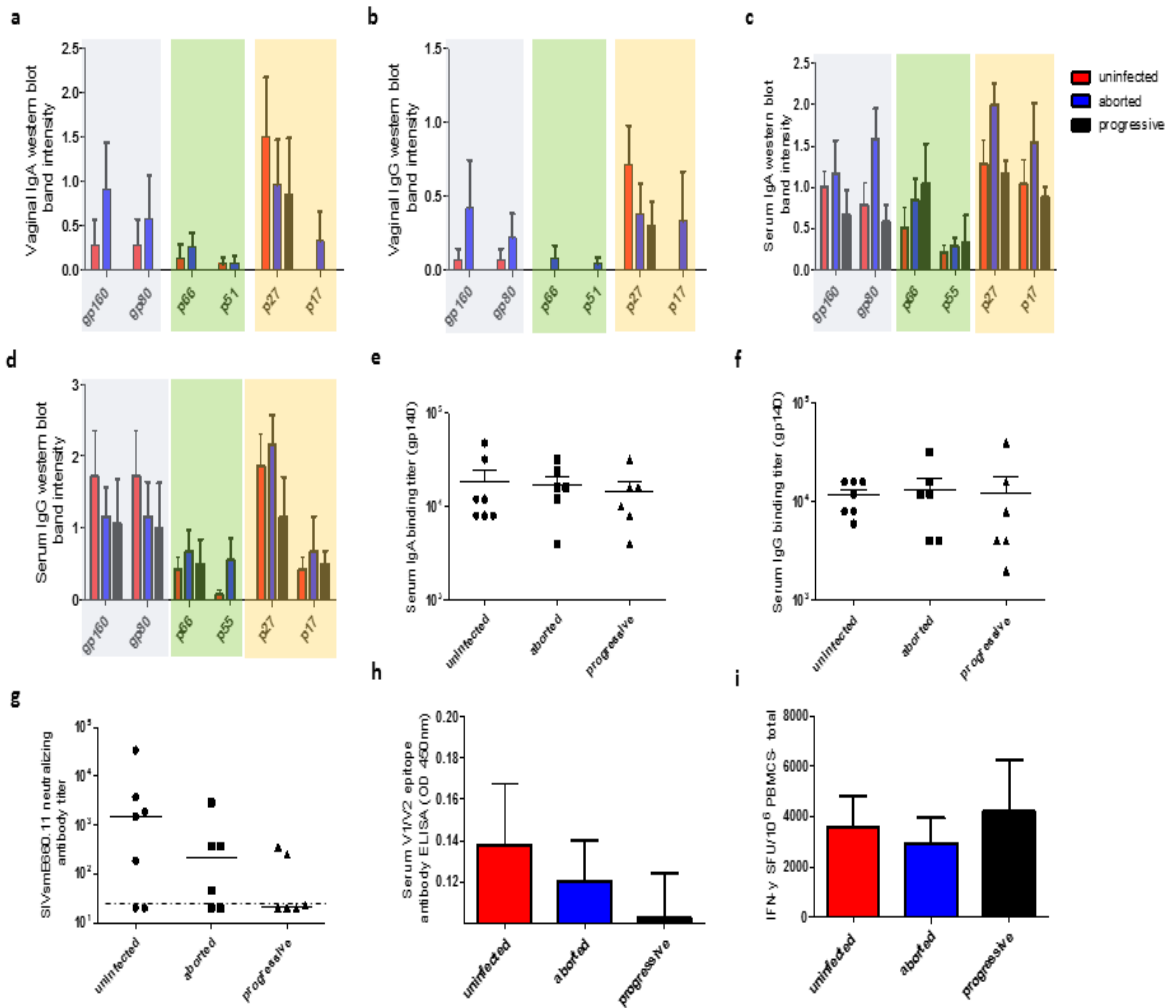 a
Vaginal IgA western blot
band intensity
2.5
2.0
1.5
1.0
0.5
0.0
gp160
gp80
p66
p51
p27
p17
b
Vaginal IgG western blot
band intensity
1.5
1.0
0.5
0.0
gp160
gp80
p66
p51
p27
p17
c
Serum IgA western blot
band intensity
2.5
2.0
1.5
1.0
0.5
0.0
gp160
gp80
p66
p55
p27
p17
uninfected
aborted
progressive
d
Serum IgG western blot
band intensity
3
2
1
0
gp160
gp80
p66
p55
p27
p17
e
Serum IgA binding titer (gp140)
10⁵
10⁴
10³
uninfected
aborted
progressive
f
Serum IgG binding titer (gp140)
10⁵
10⁴
10³
uninfected
aborted
progressive
g
SIVsmE660.11 neutralizing
antibody titer
10⁵
10⁴
10³
10²
10¹
uninfected
aborted
progressive
h
Serum V1/V2 epitope
antibody ELISA (OD 450nm)
0.20
0.18
0.16
0.14
0.12
uninfected
aborted
progressive
i
IFN-y SFU/10⁶ PBMCS- total
8000
6000
4000
2000
0
uninfected
aborted
progressive